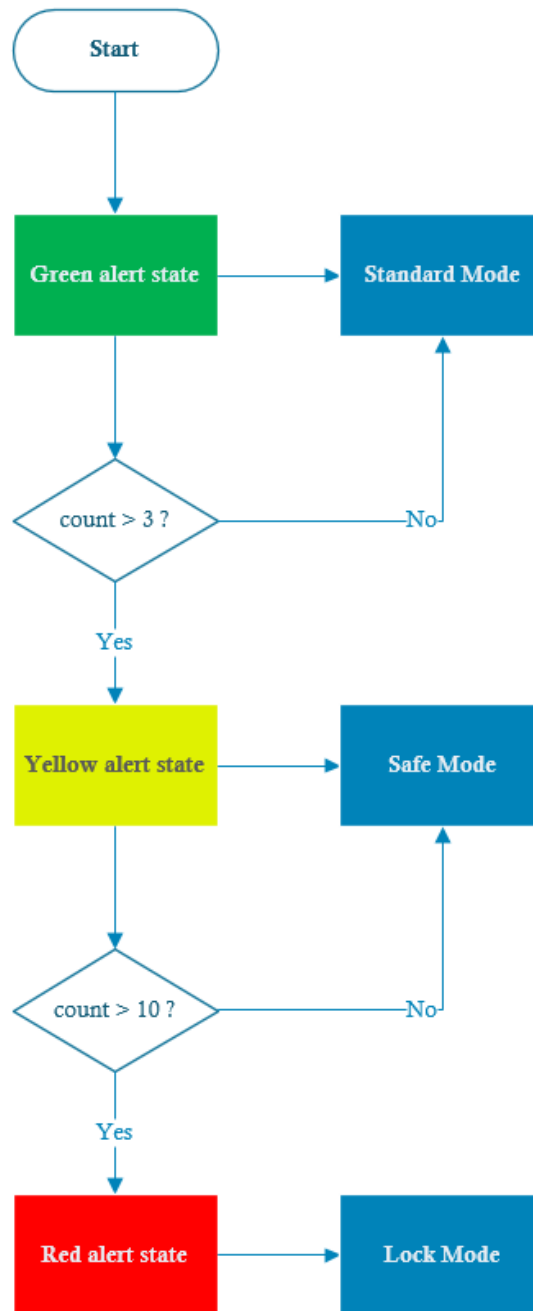 Start
Green alert state
Standard Mode
count > 3 ?
No
Yes
Yellow alert state
Safe Mode
count > 10 ?
No
Yes
Red alert state
Lock Mode